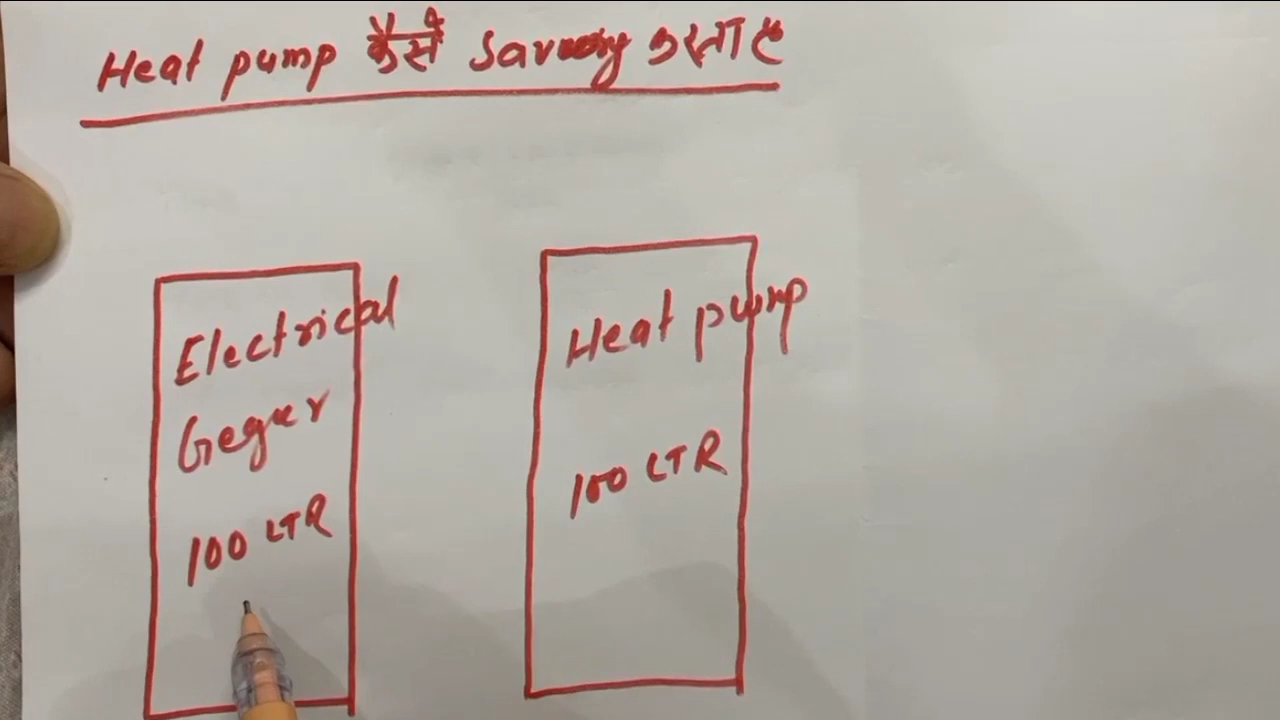 Heat pump कैसे saving करता है
Electrical
Geyer
100 LTR
Heat pump
100 LTR